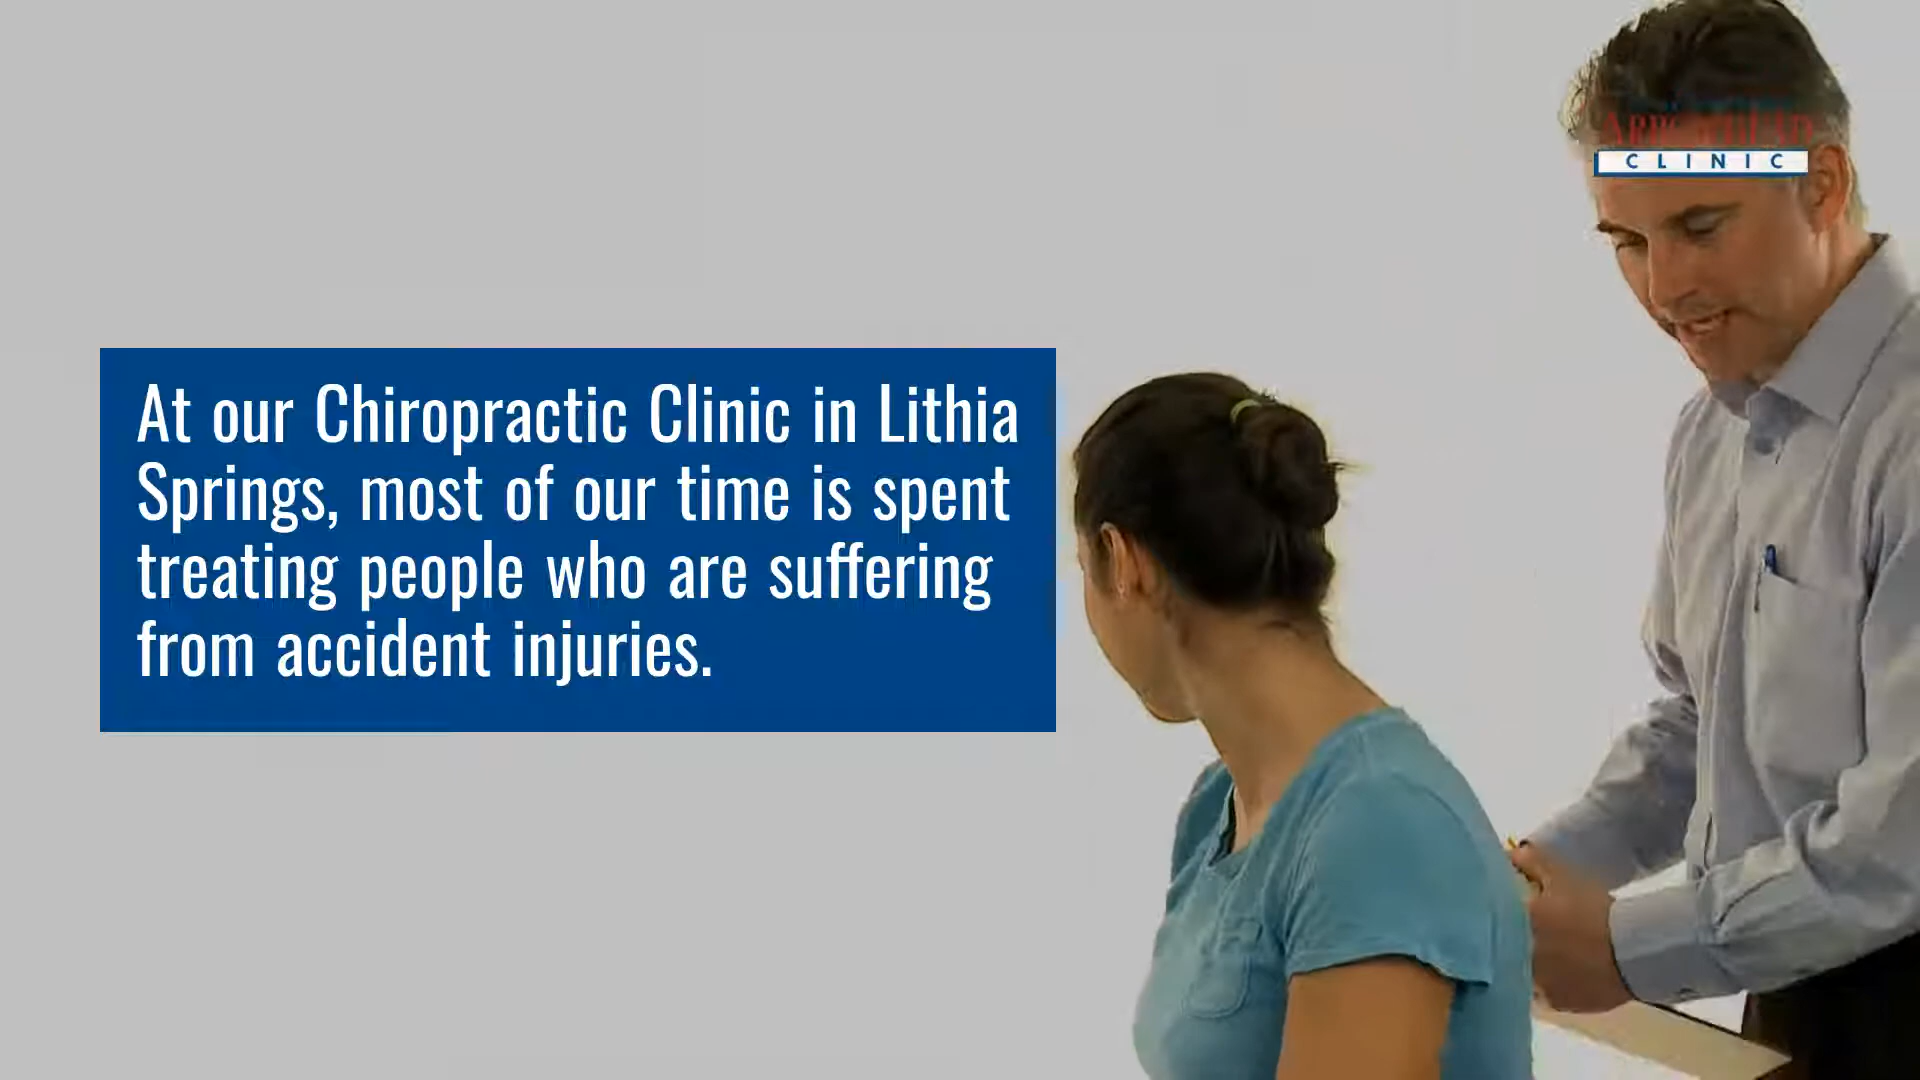 CLINIC
At our Chiropractic Clinic in Lithia
Springs, most of our time is spent
treating people who are suffering
from accident injuries.